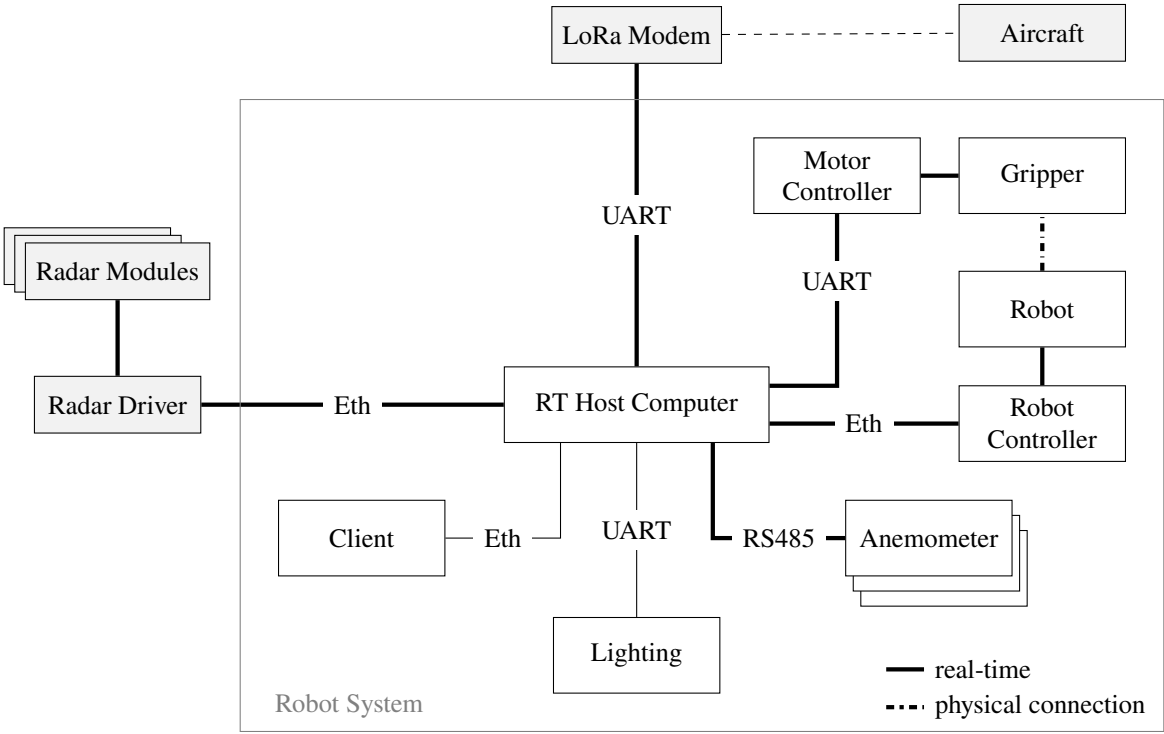 LoRa Modem
Aircraft
Motor
Controller
Gripper
UART
Radar Modules
UART
Robot
Radar Driver
Eth
RT Host Computer
Eth
Robot
Controller
Client
Eth
UART
RS485
Anemometer
Lighting
real-time
Robot System
physical connection